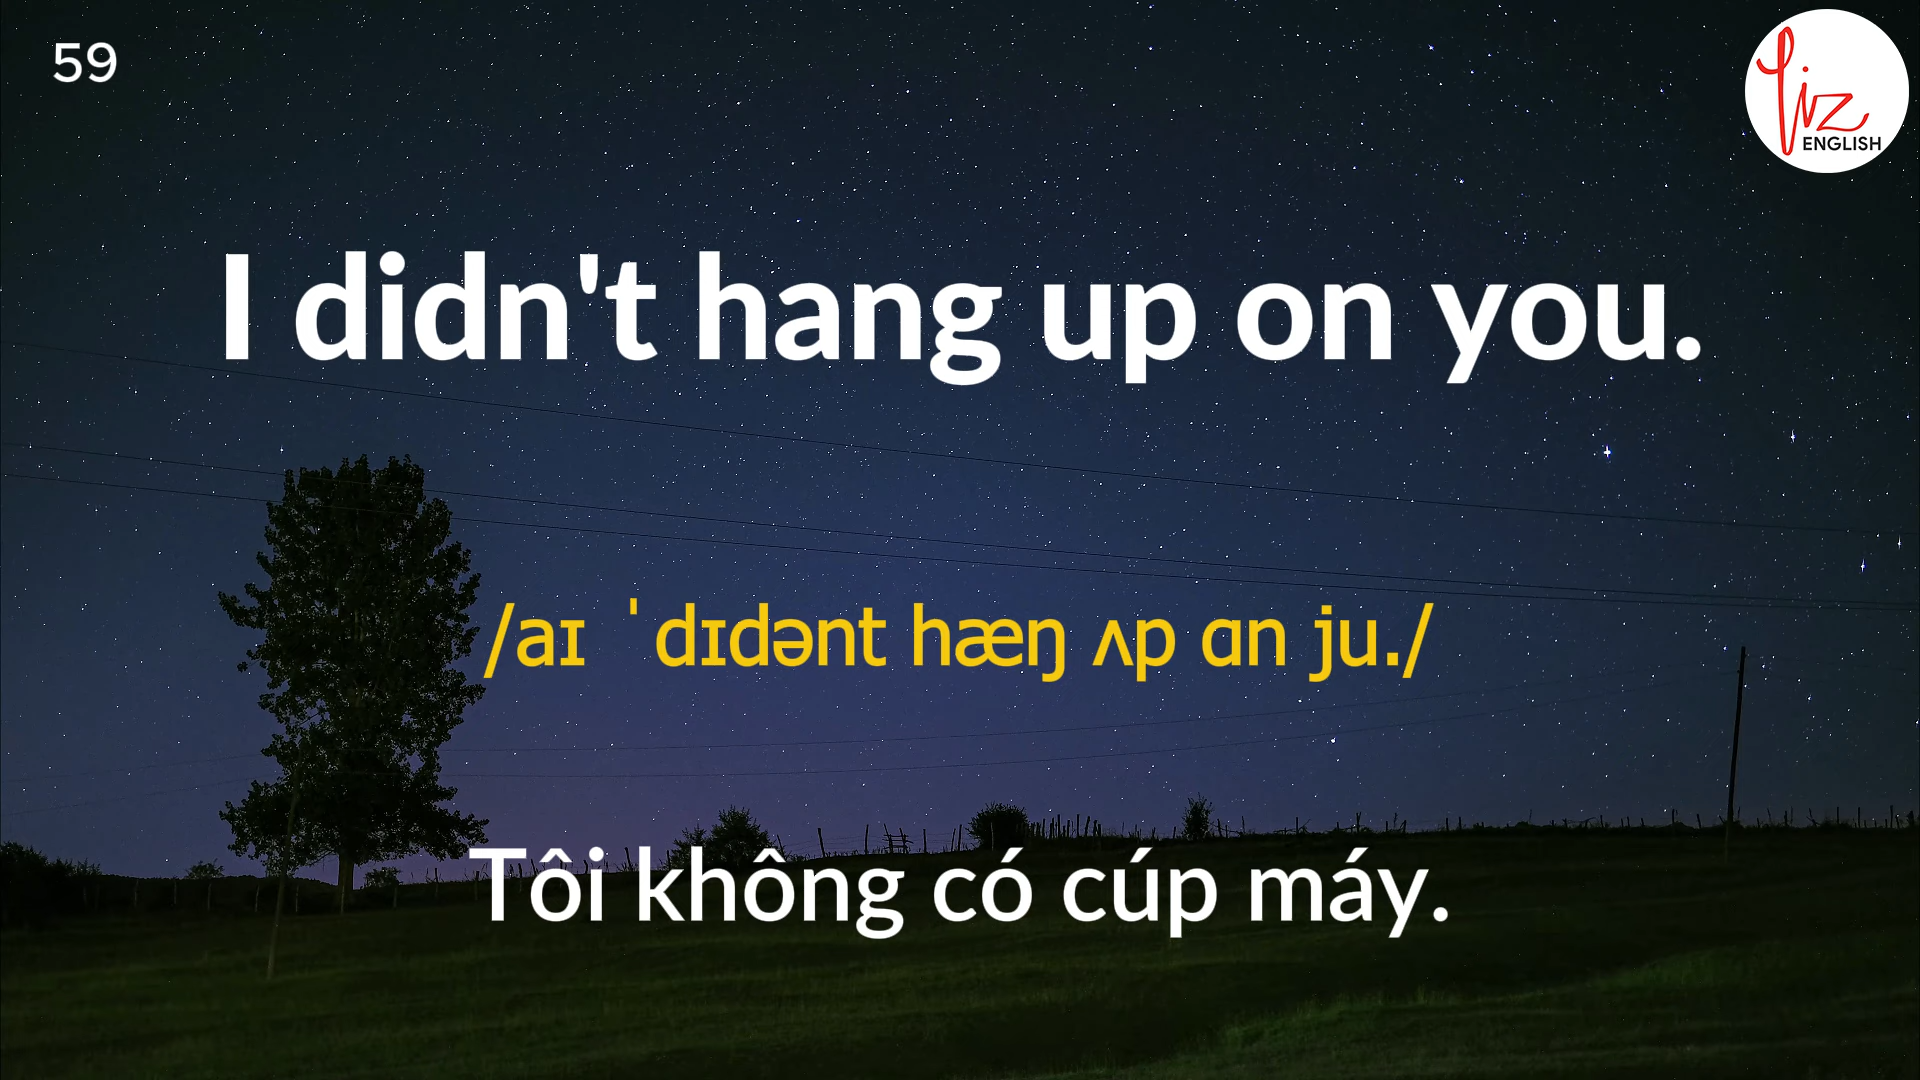 59
Liz
ENGLISH
I didn't hang up on you.
/aɪ ˈdɪdənt hæŋ ʌp ɑn ju./
Tôi không có cúp máy.